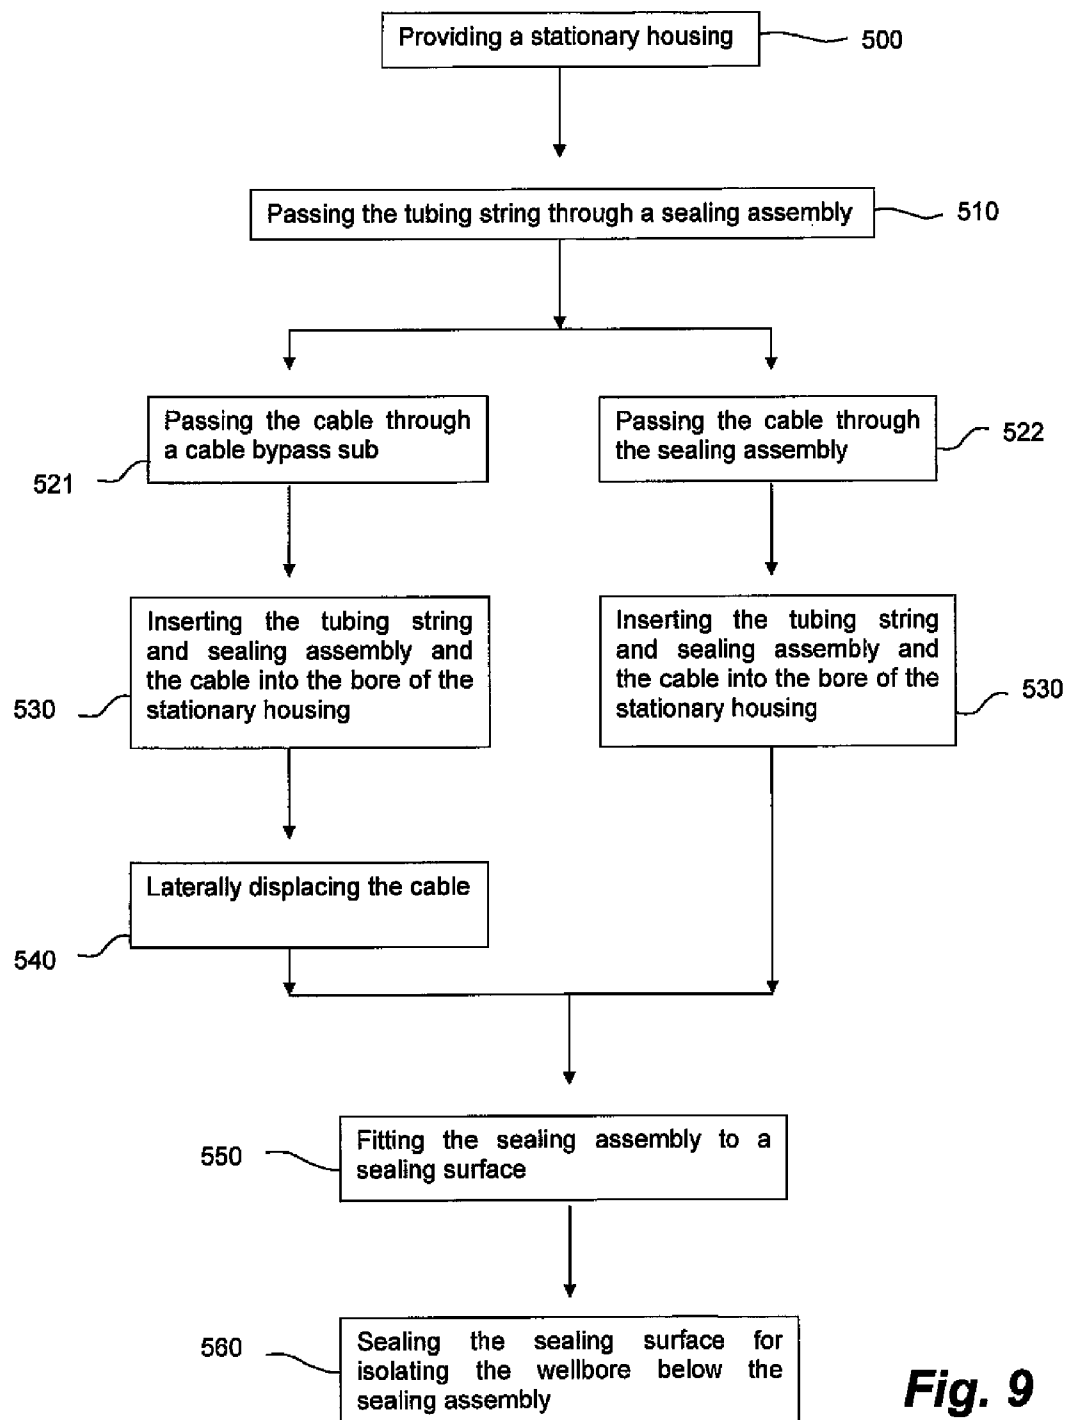 Providing a stationary housing
500
Passing the tubing string through a sealing assembly
510
Passing the cable through
a cable bypass sub
521
Passing the cable through
the sealing assembly
522
Inserting the tubing string
and sealing assembly and
the cable into the bore of the
stationary housing
530
Inserting the tubing string
and sealing assembly and
the cable into the bore of the
stationary housing
530
Laterally displacing the cable
540
Fitting the sealing assembly to a
sealing surface
550
Sealing the sealing surface for
isolating the wellbore below the
sealing assembly
560
Fig. 9